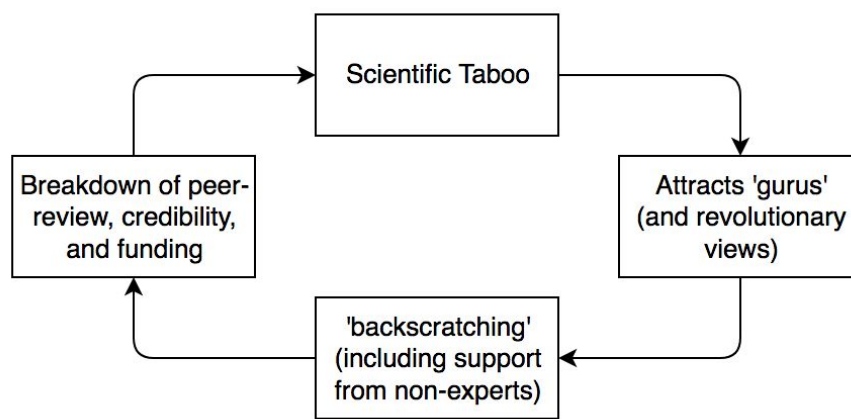 Scientific Taboo
Attracts 'gurus'
(and revolutionary
views)
'backscratching'
(including support
from non-experts)
Breakdown of peer-
review, credibility,
and funding